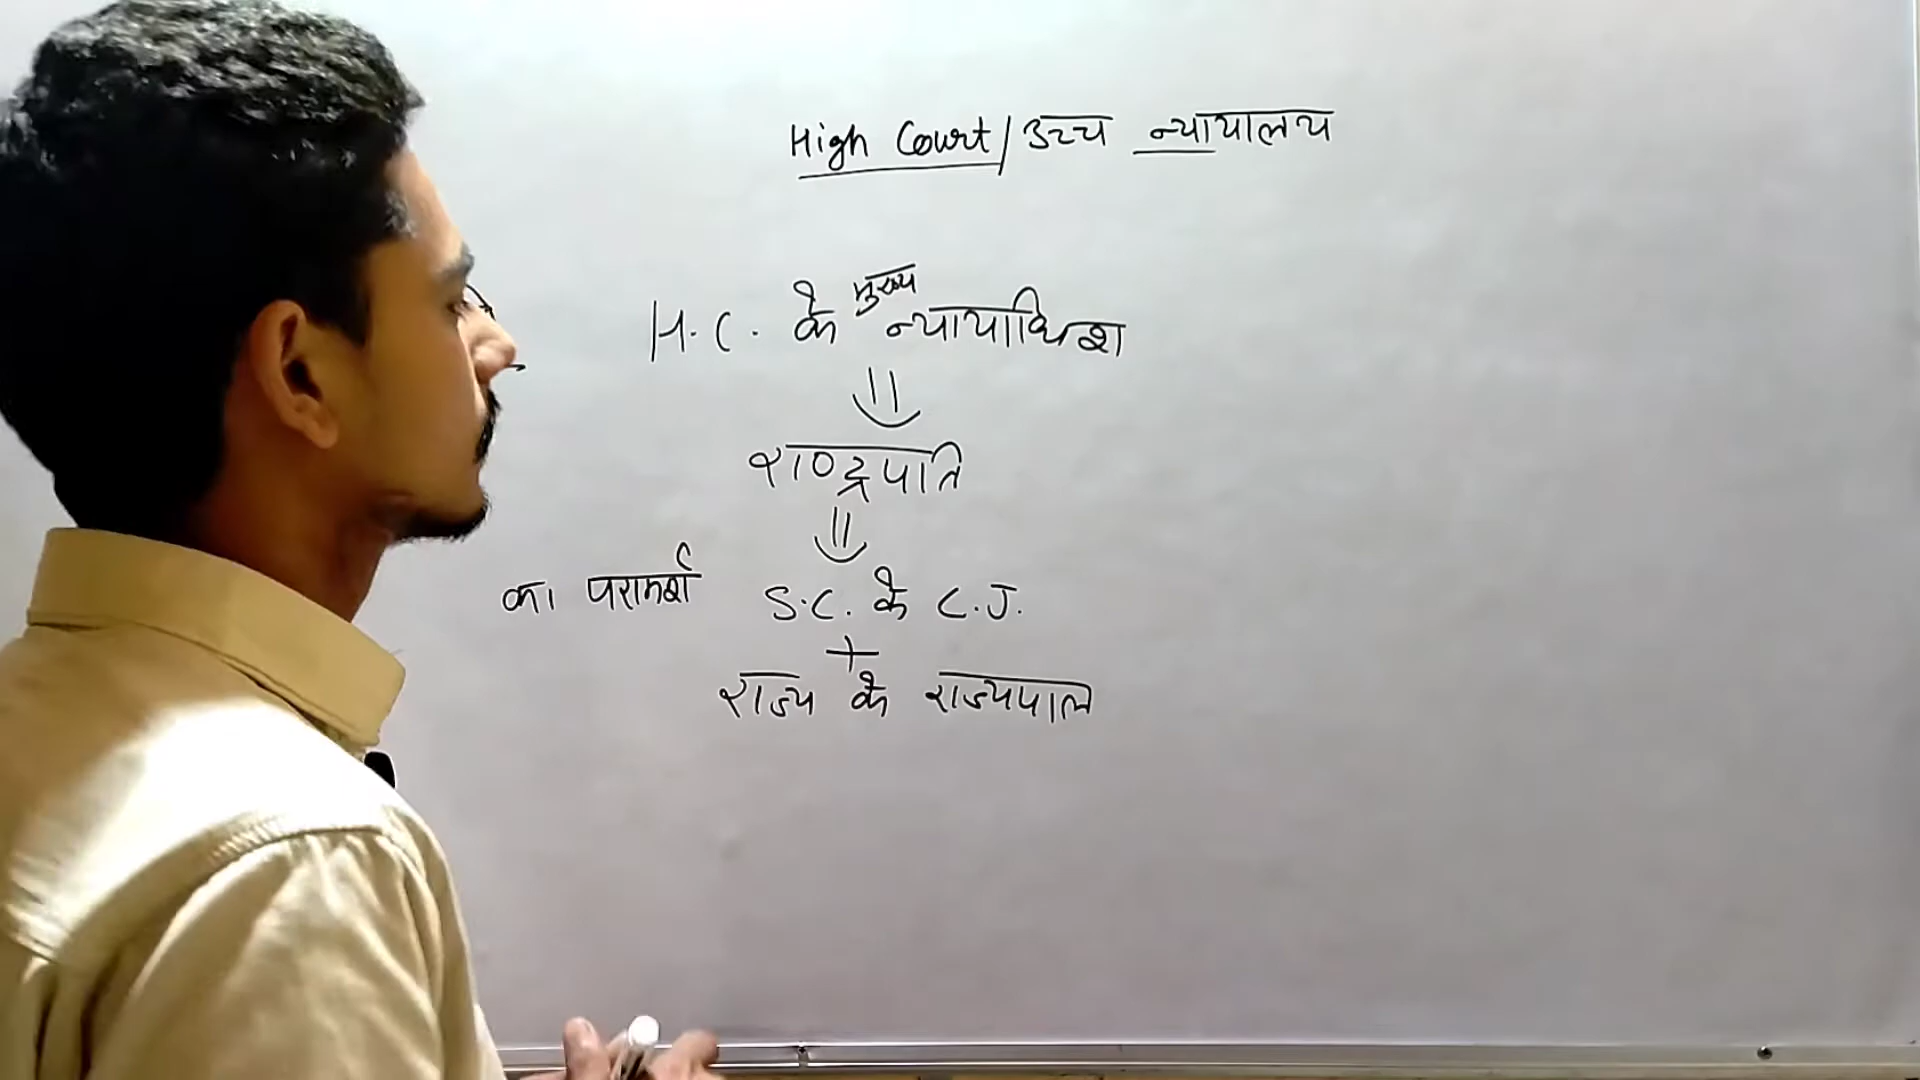 High Court/उच्च न्यायालय
H.C. के मुख्य न्यायाधिश
राष्ट्रपति
का परामर्श S.C. के C.J.
+
राज्य के राज्यपाल